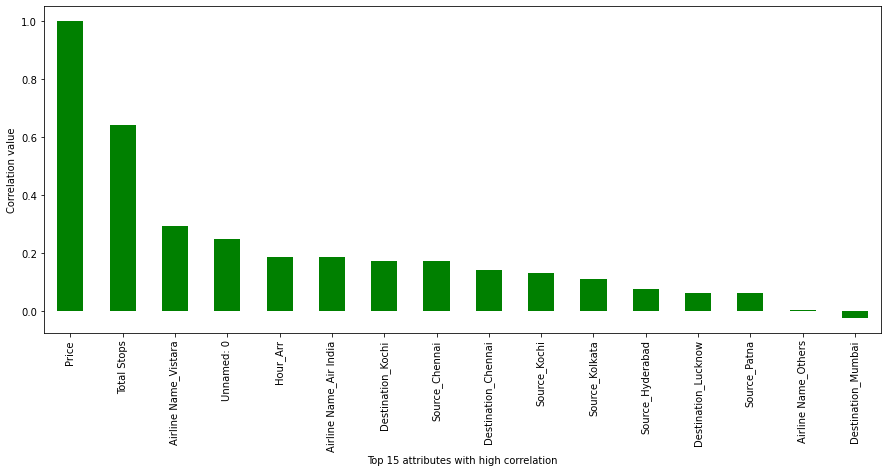 1.0
0.8
0.6
0.4
0.2
0.0
Correlation value
Price
Total Stops
Airline Name_Vistara
Unnamed: 0
Hour_Arr
Airline Name_Air India
Destination_Kochi
Source_Chennai
Destination_Chennai
Source_Kochi
Source_Kolkata
Source_Hyderabad
Destination_Lucknow
Source_Patna
Airline Name_Others
Destination_Mumbai
Top 15 attributes with high correlation